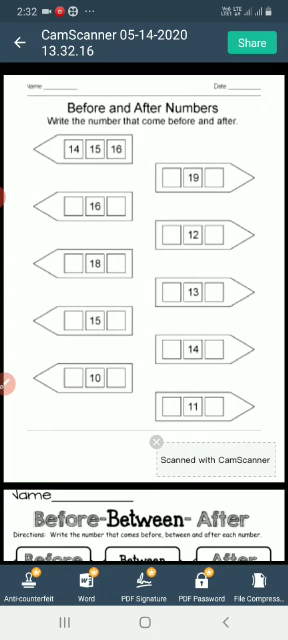 2:32
CamScanner 05-14-2020
13.32.16
Share
Name
Date
Before and After Numbers
Write the number that come before and after.
14 15 16
19
16
12
18
13
15
14
10
11
Scanned with CamScanner
Name
Before-Between-After
Directions: Write the number that comes before, between and after each number.
Before Between After
Anti-counterfeit Word PDF Signature PDF Password File Compress..